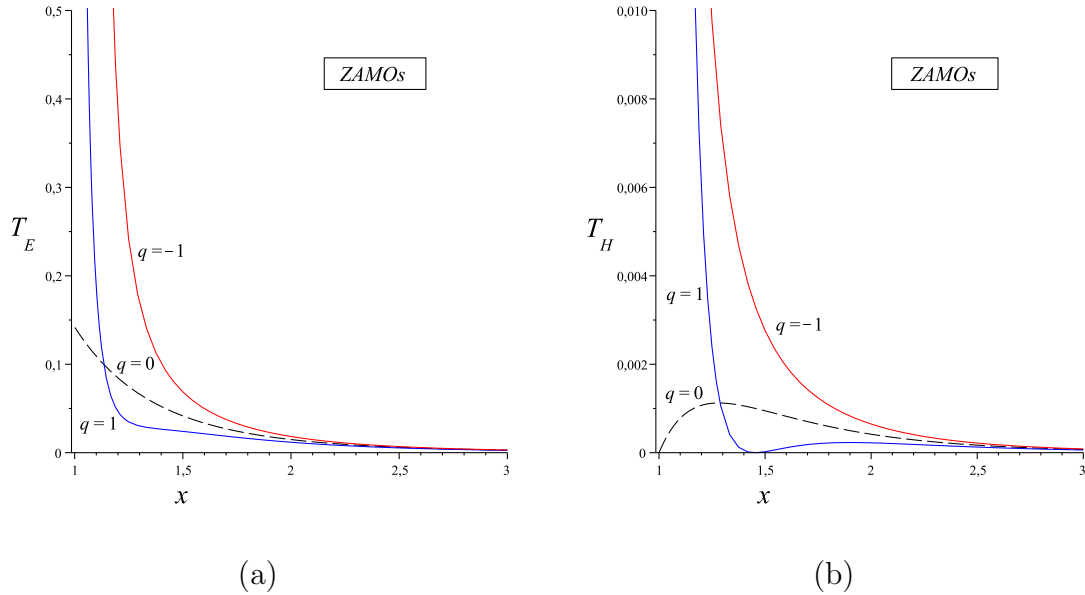 0,5
0,4
0,3
0,2
0,1
0
T_E
ZAMOs
q = −1
q = 0
q = 1
1
1,5
2
2,5
3
x
(a)
0,010
0,008
0,006
0,004
0,002
0
T_H
ZAMOs
q = 1
q = −1
q = 0
1
1,5
2
2,5
3
x
(b)